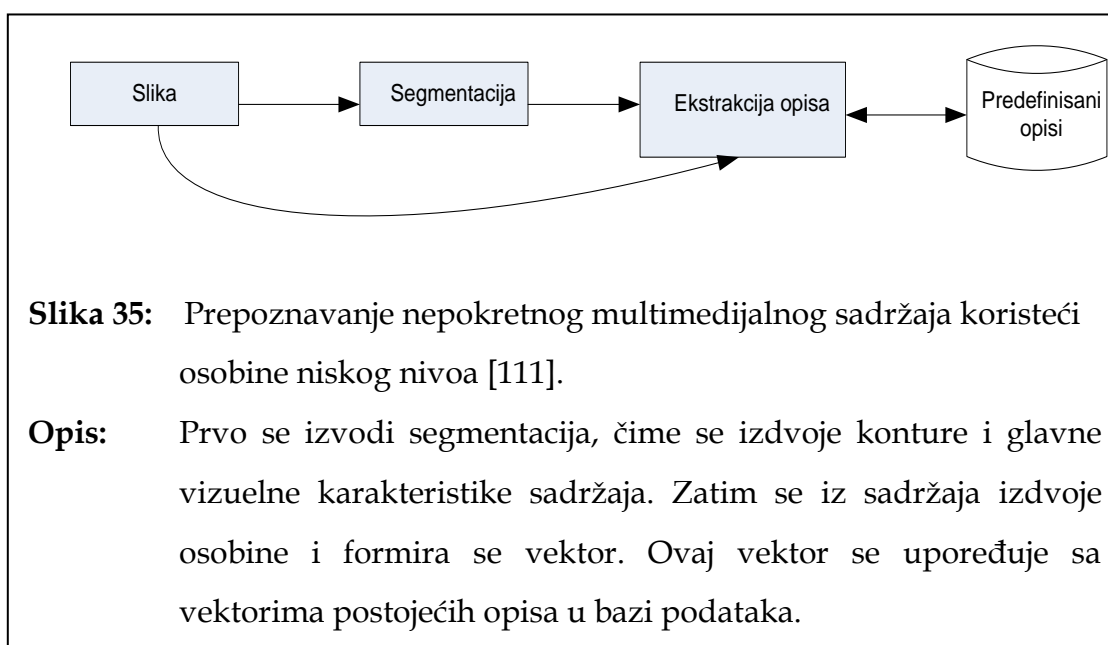 Slika
Segmentacija
Ekstrakcija opisa
Predefinisani
opisi
Slika 35: Prepoznavanje nepokretnog multimedijalnog sadržaja koristeći
osobine niskog nivoa [111].
Opis: Prvo se izvodi segmentacija, čime se izdvoje konture i glavne
vizuelne karakteristike sadržaja. Zatim se iz sadržaja izdvoje
osobine i formira se vektor. Ovaj vektor se upoređuje sa
vektorima postojećih opisa u bazi podataka.